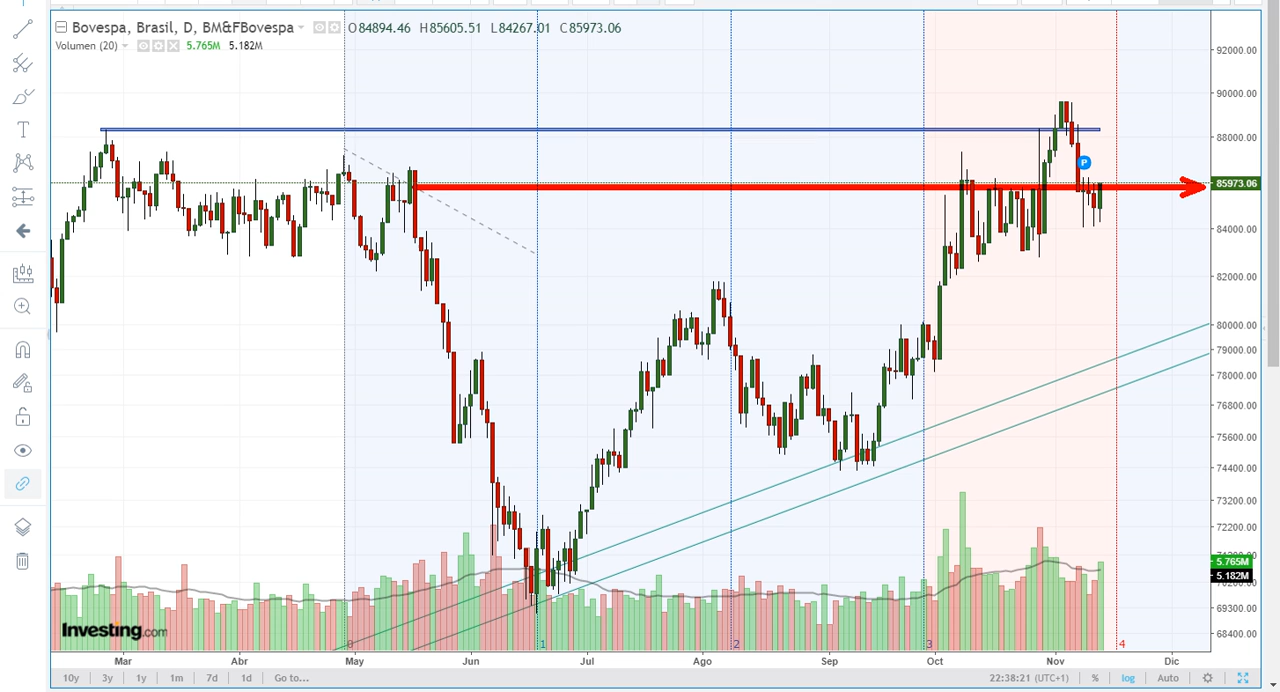 Bovespa, Brasil, D, BM&FBovespa O84894.46 H85605.51 L84267.01 C85973.06
Volumen (20) 5.765M 5.182M
92000.00
90000.00
88000.00
P
85973.06
84000.00
82000.00
80000.00
79000.00
78000.00
76800.00
75600.00
74400.00
73200.00
72200.00
5.765M
5.182M
69300.00
68400.00
Investing.com
0 1 2 3 4
Mar Abr May Jun Jul Ago Sep Oct Nov Dic
10y 3y 1y 1m 7d 1d Go to... 22:38:21 (UTC+1) % log Auto